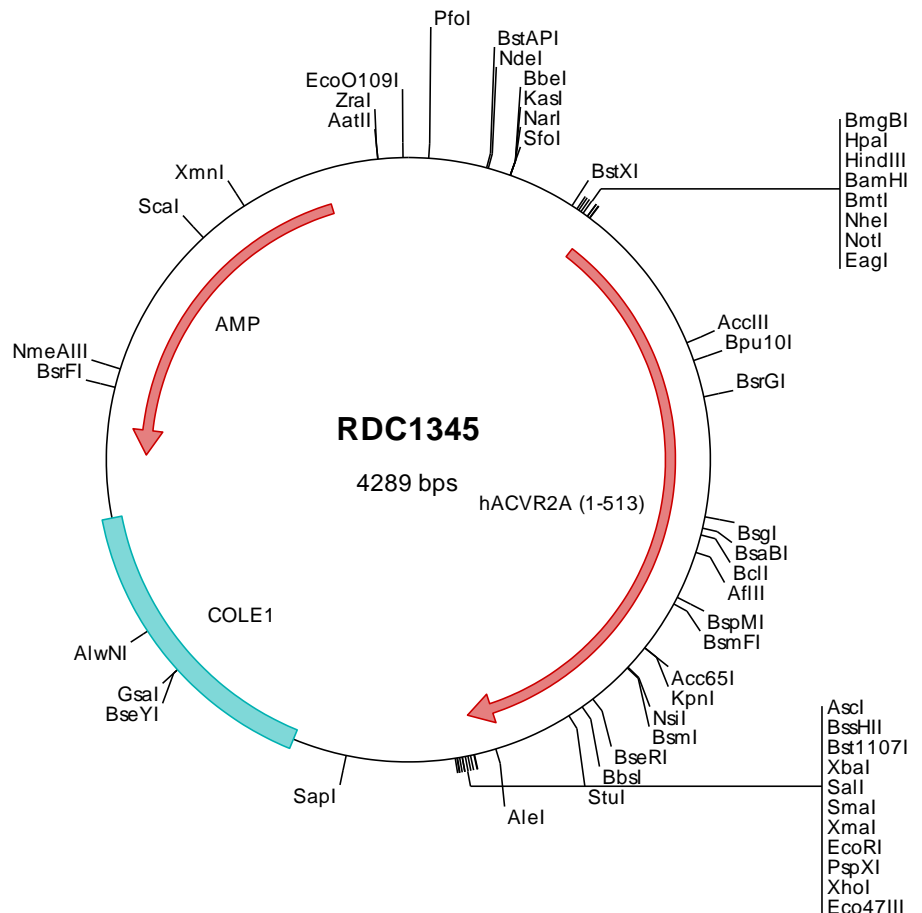 PfoI
BstAPI
NdeI
EcoO109I
BbeI
ZraI
KasI
AatII
NarI
SfoI
BmgBI
HpaI
HindIII
BamHI
BmtI
NheI
NotI
EagI
XmnI
BstXI
ScaI
AMP
AccIII
Bpu10I
NmeAIII
BsrFI
BsrGI
RDC1345
4289 bps
hACVR2A (1-513)
BsgI
BsaBI
BclI
AflII
COLE1
BspMI
BsmFI
AlwNI
Acc65I
KpnI
GsaI
BseYI
NsiI
BsmI
BseRI
BbsI
StuI
SapI
AleI
AscI
BssHII
Bst1107I
XbaI
SalI
SmaI
XmaI
EcoRI
PspXI
XhoI
Eco47III